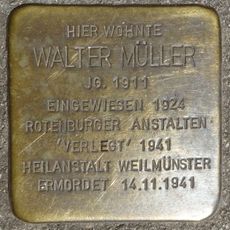 HIER WOHNTE
WALTER MÜLLER
JG. 1911
EINGEWIESEN 1924
ROTENBURGER ANSTALTEN
'VERLEGT' 1941
HEILANSTALT WEILMÜNSTER
ERMORDET 14.11.1941